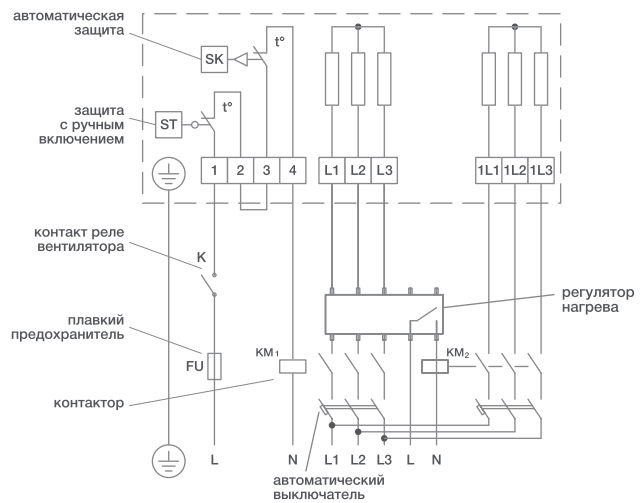 автоматическая
защита
SK
t°
защита
с ручным
включением
ST
t°
1 2 3 4
L1 L2 L3
1L1 1L2 1L3
контакт реле
вентилятора
K
регулятор
нагрева
плавкий
предохранитель
FU
KM1
KM2
контактор
L N L1 L2 L3 L N
автоматический
выключатель